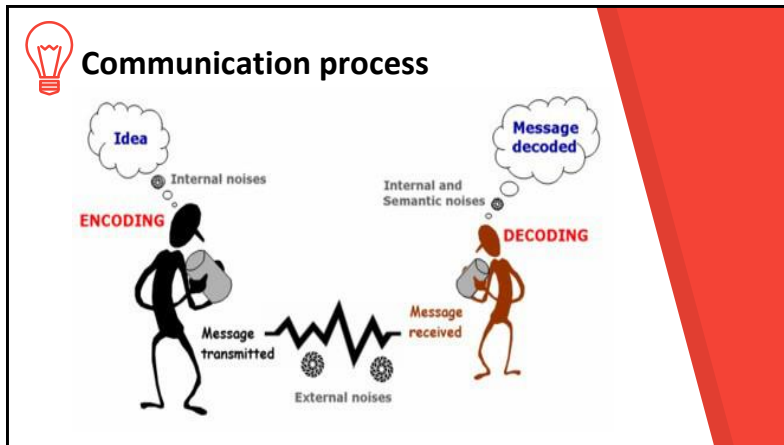 Communication process
Idea
Internal noises
ENCODING
Message
decoded
Internal and
Semantic noises
DECODING
Message
transmitted
Message
received
External noises